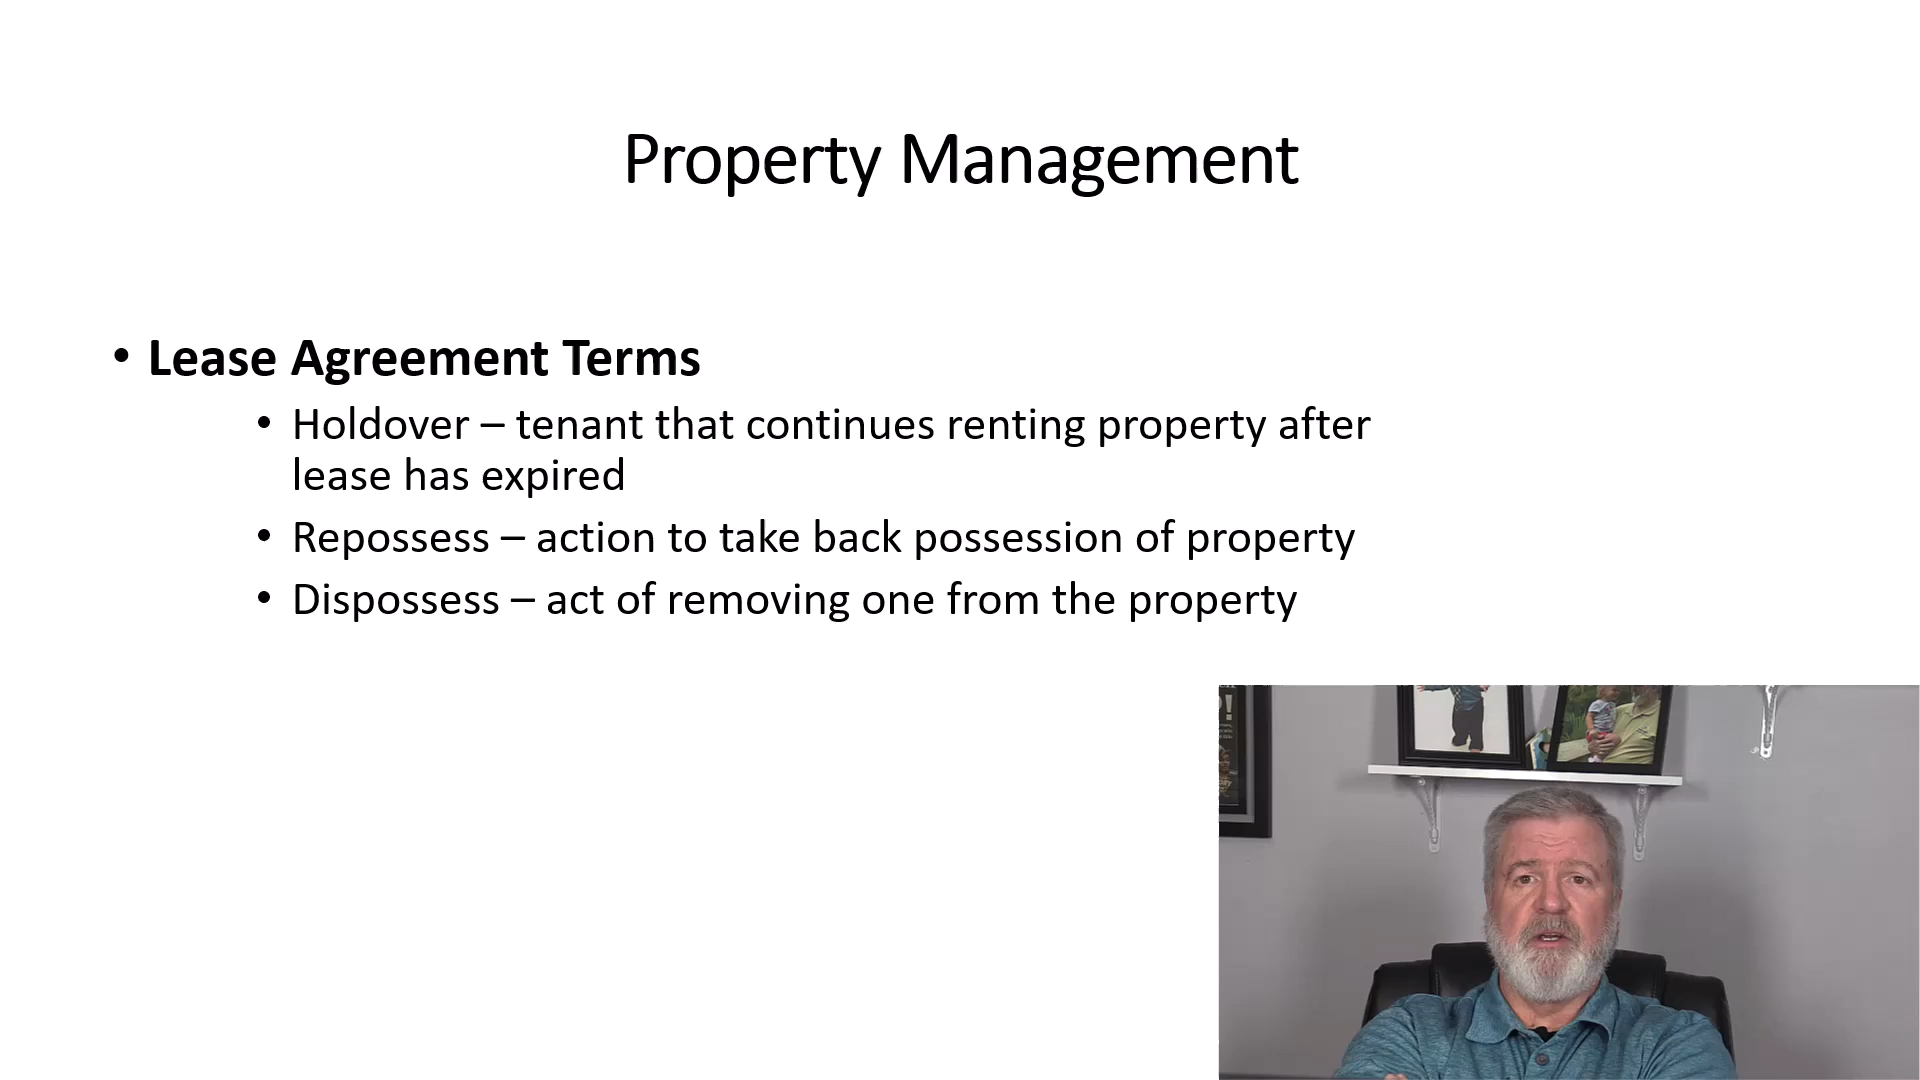 Property Management
• Lease Agreement Terms
• Holdover – tenant that continues renting property after
lease has expired
• Repossess – action to take back possession of property
• Dispossess – act of removing one from the property